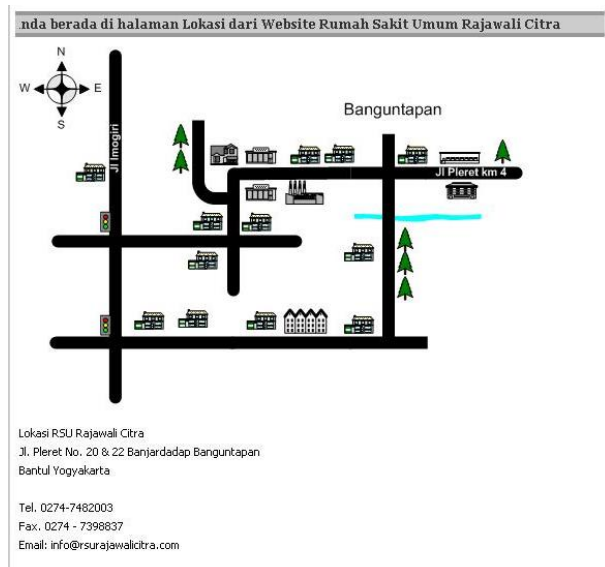 nda berada di halaman Lokasi dari Website Rumah Sakit Umum Rajawali Citra
N
W E
S
Banguntapan
Jl Imogiri
Jl Pleret km 4
Lokasi RSU Rajawali Citra
Jl. Pleret No. 20 & 22 Banjardadap Banguntapan
Bantul Yogyakarta
Tel. 0274-7482003
Fax. 0274 - 7398837
Email: info@rsurajawalicitra.com